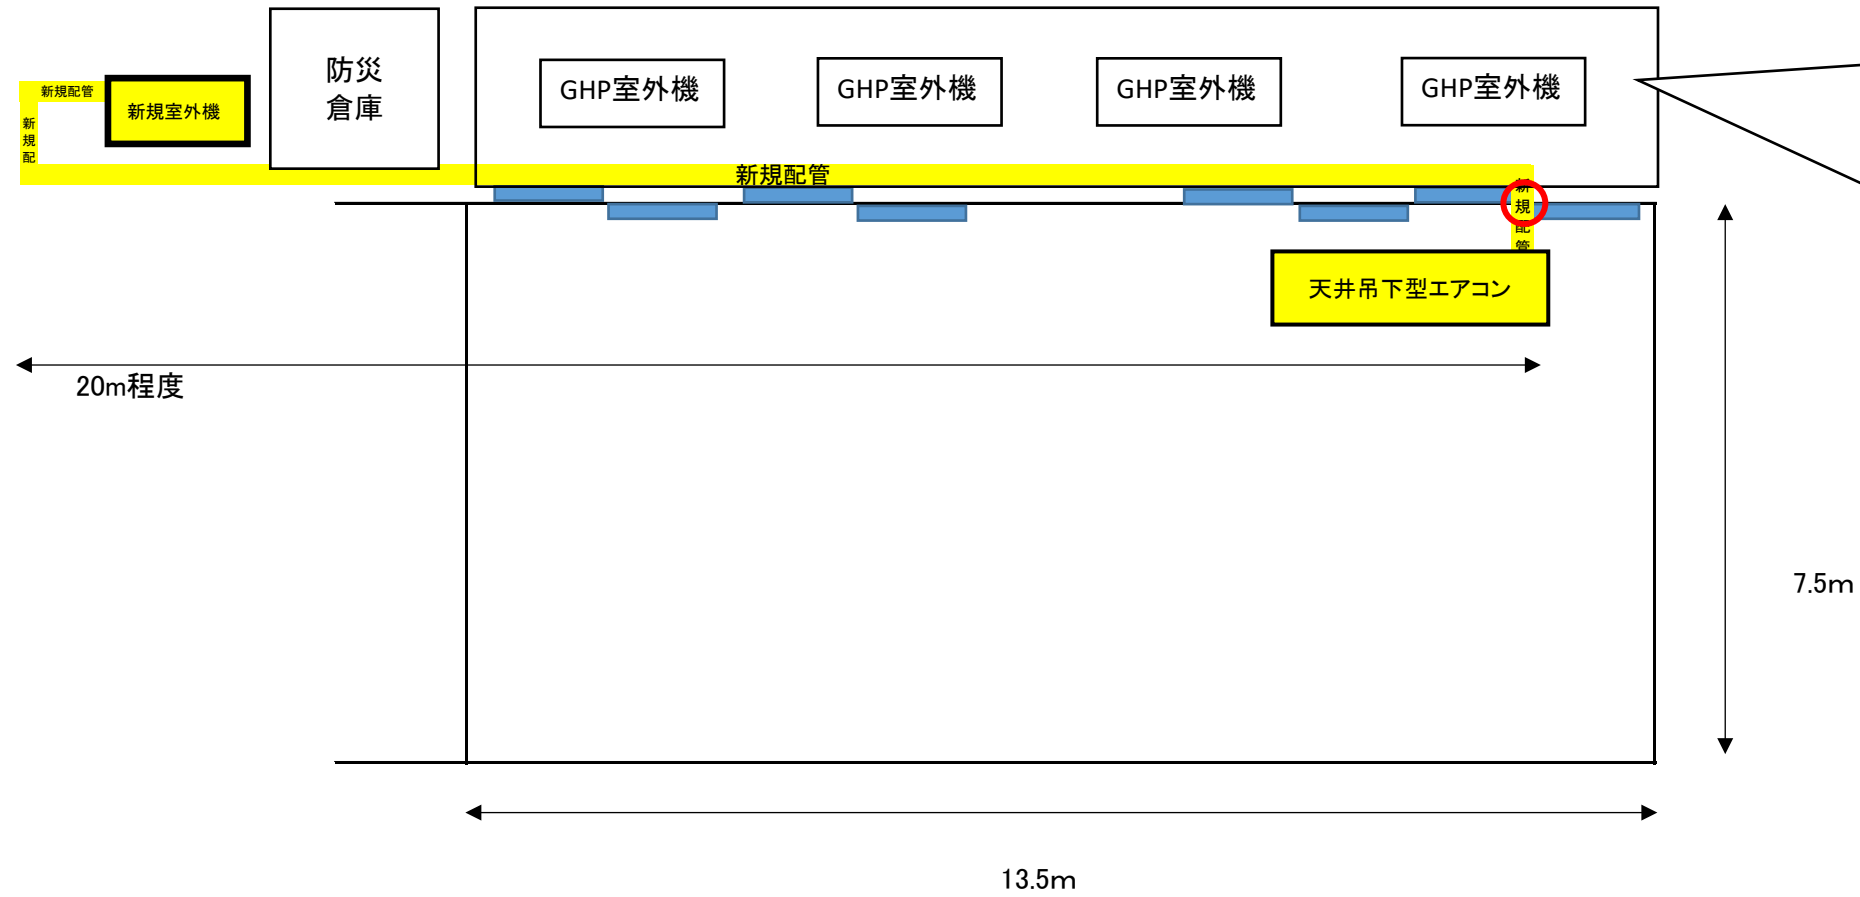 防災
倉庫
GHP室外機
GHP室外機
GHP室外機
GHP室外機
新規配管
新規室外機
新
規
配
新規配管
新
規
配
管
天井吊下型エアコン
20m程度
7.5m
13.5m